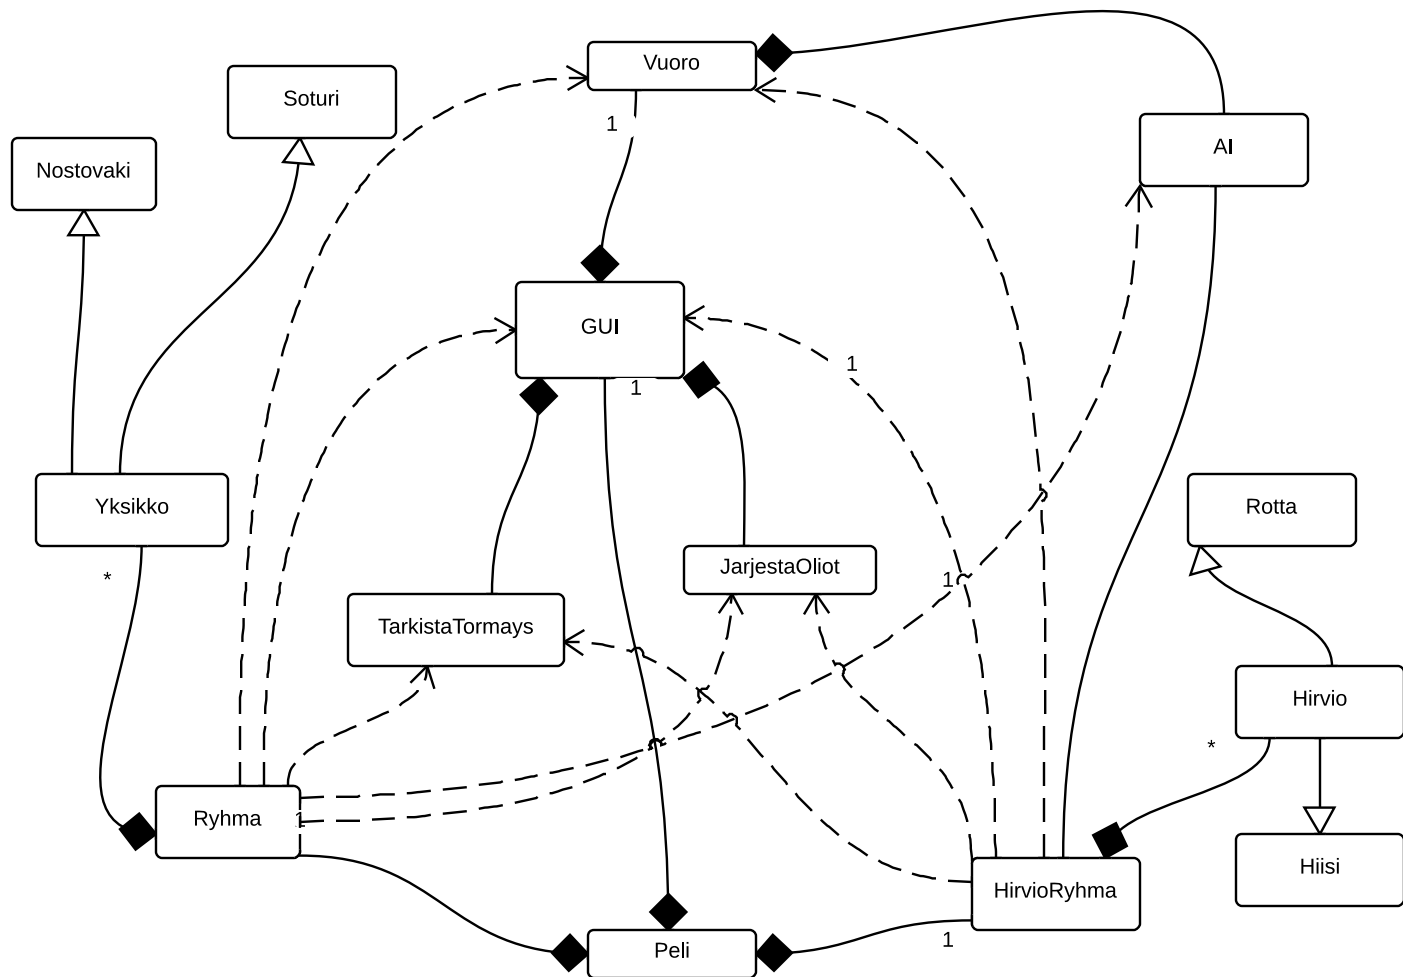 Vuoro
Soturi
1
AI
Nostovaki
GUI
1
1
Yksikko
Rotta
*
JarjestaOliot
1
TarkistaTormays
Hirvio
*
Ryhma
1
Hiisi
HirvioRyhma
Peli
1